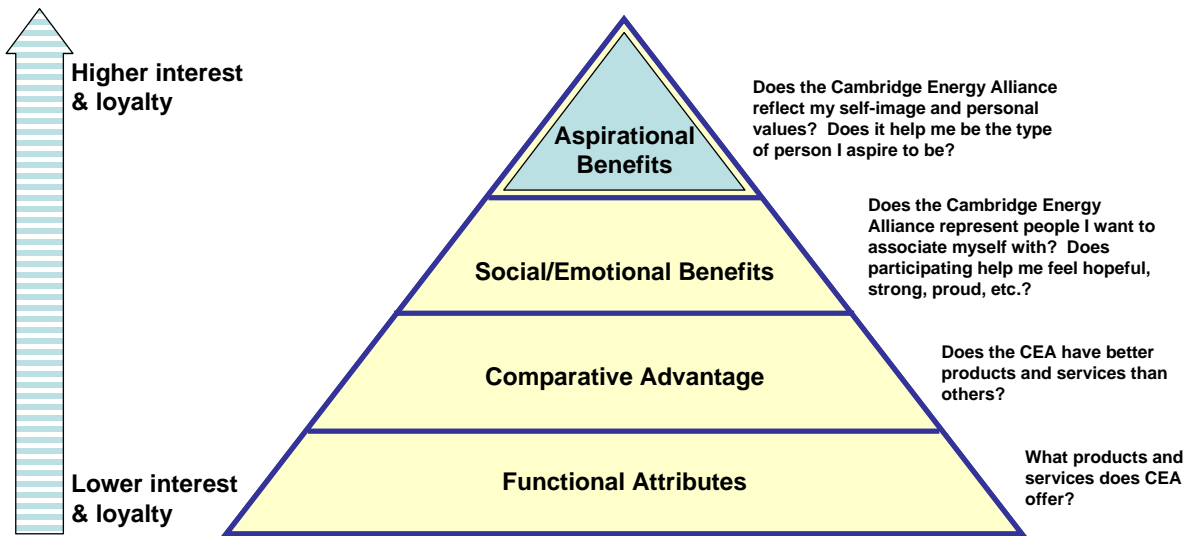 Higher interest
& loyalty
Does the Cambridge Energy Alliance
reflect my self-image and personal
values?  Does it help me be the type
of person I aspire to be?
Aspirational
Benefits
Does the Cambridge Energy
Alliance represent people I want to
associate myself with?  Does
participating help me feel hopeful,
strong, proud, etc.?
Social/Emotional Benefits
Does the CEA have better
products and services than
others?
Comparative Advantage
What products and
services does CEA
offer?
Functional Attributes
Lower interest
& loyalty